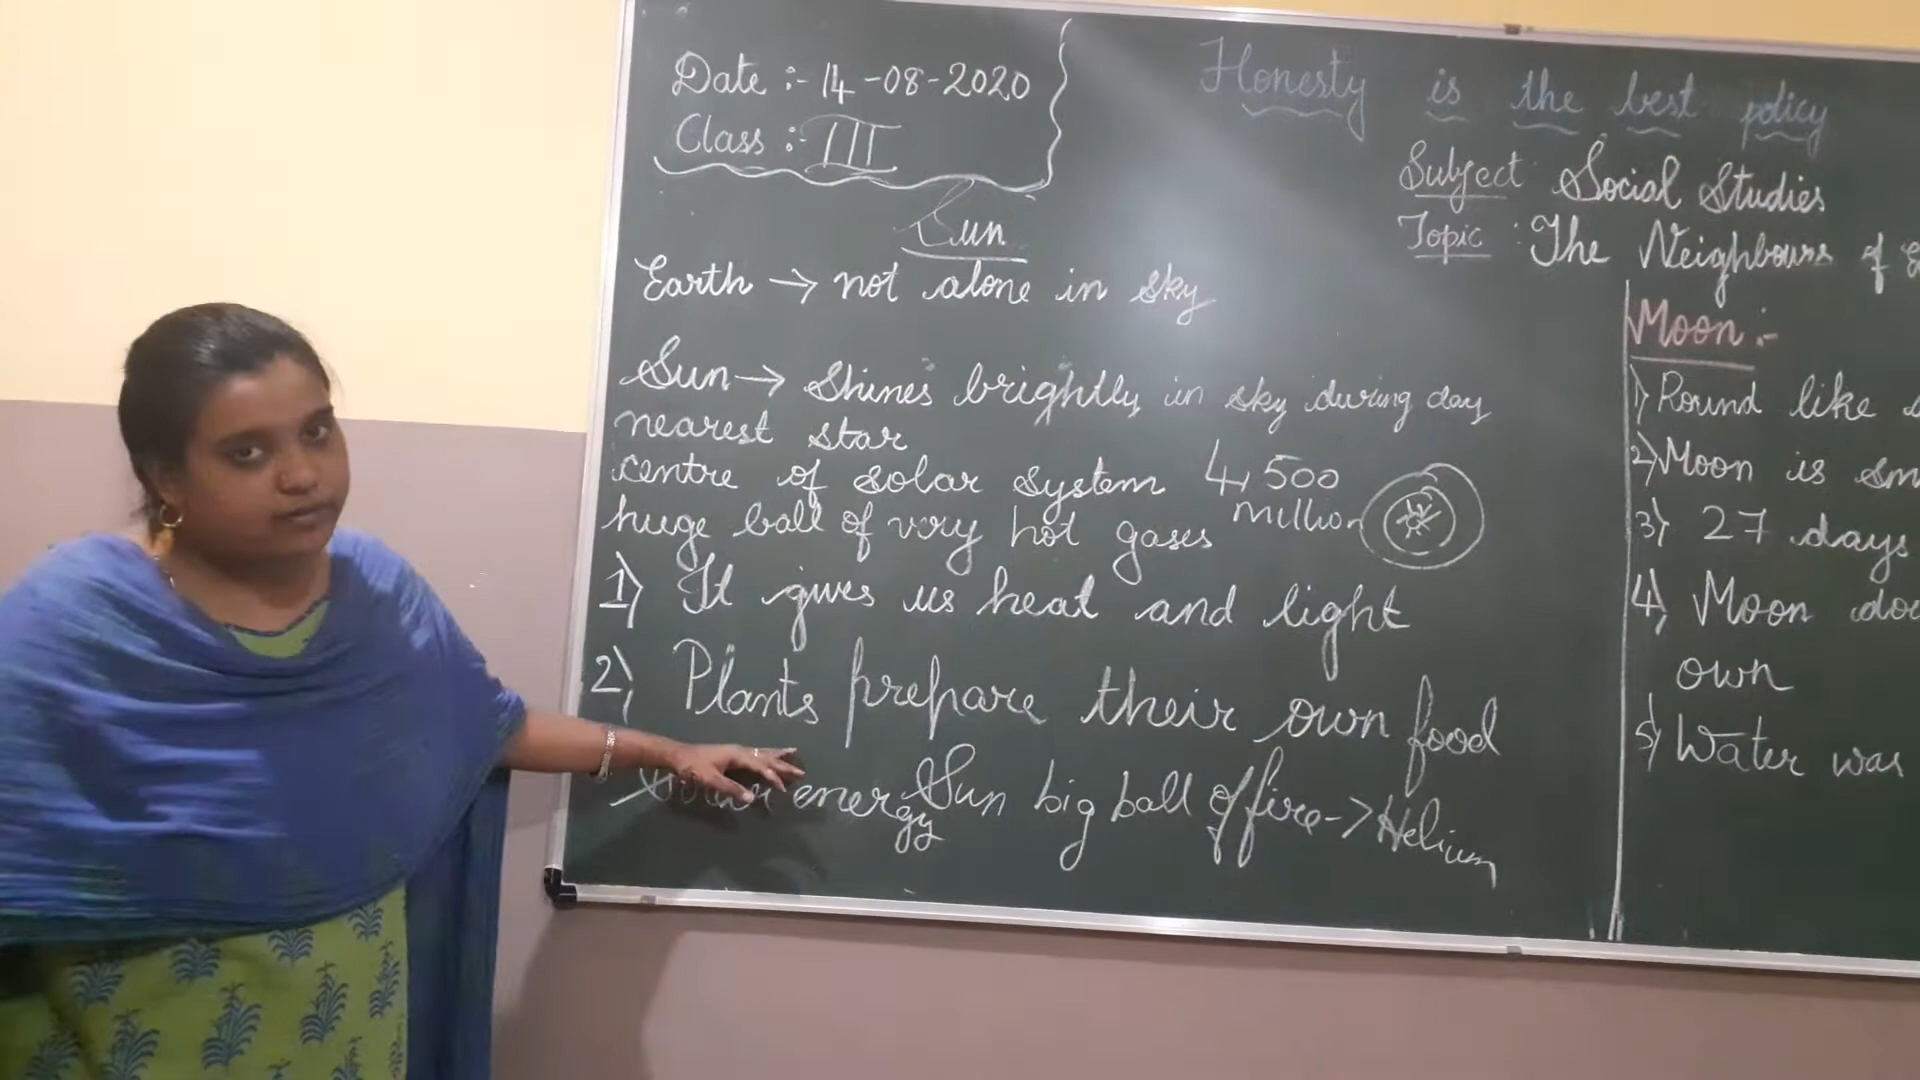 Date :- 14-08-2020
Class :- III
Honesty is the best policy
Subject Social Studies
Topic : The Neighbours of
Sun
Earth → not alone in sky
Sun → Shines brightly in sky during day
nearest star
centre of solar system 4,500
million
huge ball of very hot gases
1) It gives us heat and light
2) Plants prepare their own food
Solar energy Sun big ball of fire -> Helium
Moon :-
1) Round like
2) Moon is
3) 27 days
4) Moon
own
5) Water was